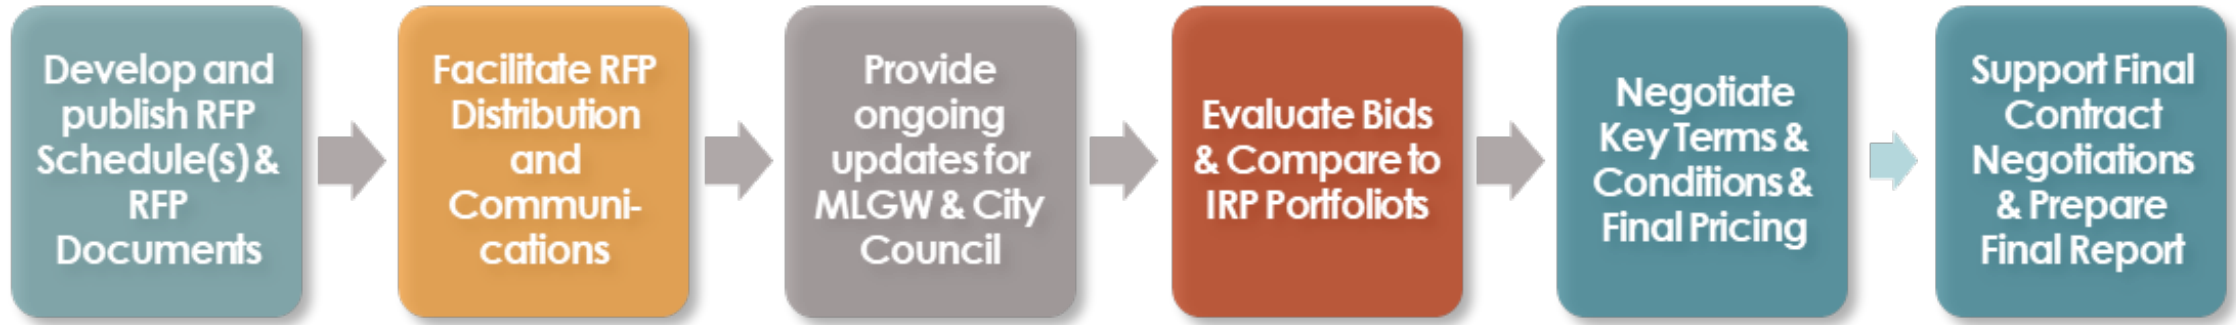 Develop and
publish RFP
Schedule(s) &
RFP
Documents
Facilitate RFP
Distribution
and
Communi-
cations
Provide
ongoing
updates for
MLGW & City
Council
Evaluate Bids
& Compare to
IRP Portfoliots
Negotiate
Key Terms &
Conditions &
Final Pricing
Support Final
Contract
Negotiations
& Prepare
Final Report